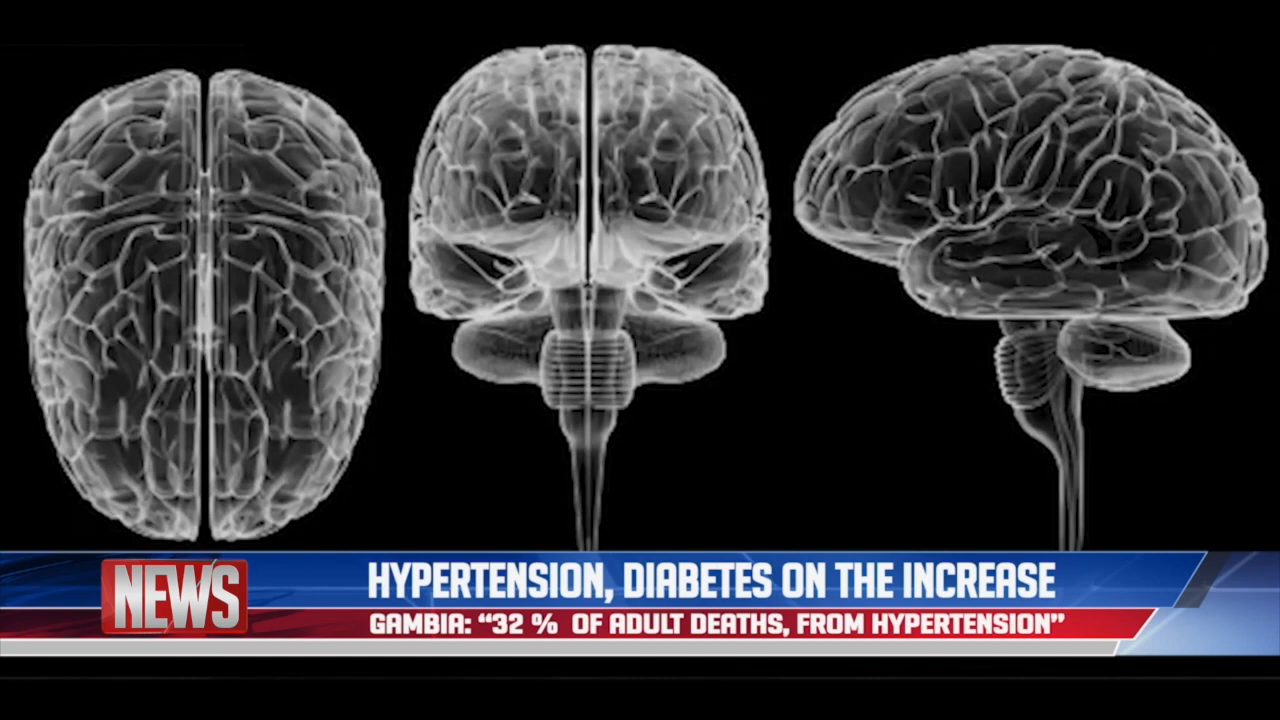 HYPERTENSION, DIABETES ON THE INCREASE
NEWS
GAMBIA: “32 % OF ADULT DEATHS, FROM HYPERTENSION”